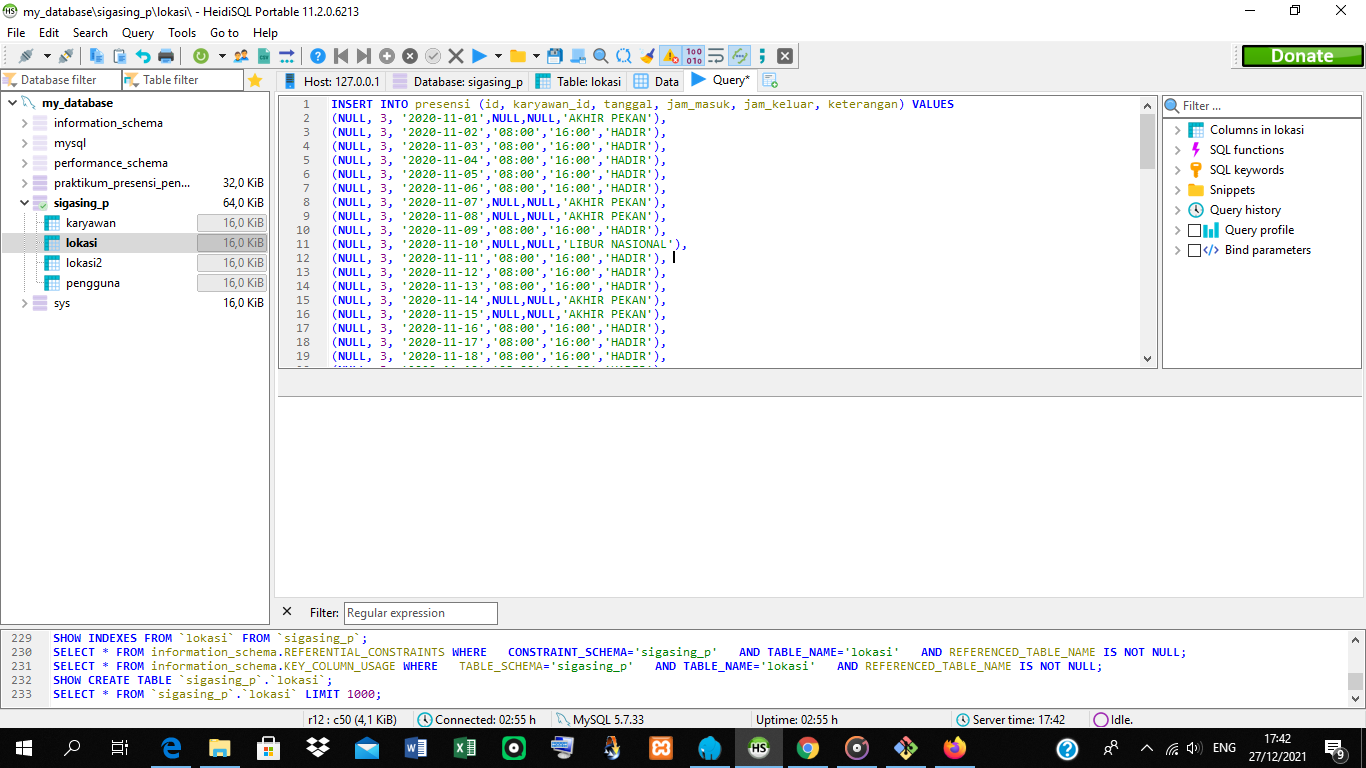 my_database\sigasing_p\lokasi\ - HeidiSQL Portable 11.2.0.6213
File Edit Search Query Tools Go to Help
Donate
Database filter Table filter
Host: 127.0.0.1 Database: sigasing_p Table: lokasi Data Query*
my_database
information_schema
mysql
performance_schema
praktikum_presensi_pen... 32,0 KiB
sigasing_p 64,0 KiB
karyawan 16,0 KiB
lokasi 16,0 KiB
lokasi2 16,0 KiB
pengguna 16,0 KiB
sys 16,0 KiB
1 INSERT INTO presensi (id, karyawan_id, tanggal, jam_masuk, jam_keluar, keterangan) VALUES
2 (NULL, 3, '2020-11-01',NULL,NULL,'AKHIR PEKAN'),
3 (NULL, 3, '2020-11-02','08:00','16:00','HADIR'),
4 (NULL, 3, '2020-11-03','08:00','16:00','HADIR'),
5 (NULL, 3, '2020-11-04','08:00','16:00','HADIR'),
6 (NULL, 3, '2020-11-05','08:00','16:00','HADIR'),
7 (NULL, 3, '2020-11-06','08:00','16:00','HADIR'),
8 (NULL, 3, '2020-11-07',NULL,NULL,'AKHIR PEKAN'),
9 (NULL, 3, '2020-11-08',NULL,NULL,'AKHIR PEKAN'),
10 (NULL, 3, '2020-11-09','08:00','16:00','HADIR'),
11 (NULL, 3, '2020-11-10',NULL,NULL,'LIBUR NASIONAL'),
12 (NULL, 3, '2020-11-11','08:00','16:00','HADIR'),
13 (NULL, 3, '2020-11-12','08:00','16:00','HADIR'),
14 (NULL, 3, '2020-11-13','08:00','16:00','HADIR'),
15 (NULL, 3, '2020-11-14',NULL,NULL,'AKHIR PEKAN'),
16 (NULL, 3, '2020-11-15',NULL,NULL,'AKHIR PEKAN'),
17 (NULL, 3, '2020-11-16','08:00','16:00','HADIR'),
18 (NULL, 3, '2020-11-17','08:00','16:00','HADIR'),
19 (NULL, 3, '2020-11-18','08:00','16:00','HADIR'),
Filter ...
Columns in lokasi
SQL functions
SQL keywords
Snippets
Query history
Query profile
Bind parameters
Filter: Regular expression
229 SHOW INDEXES FROM `lokasi` FROM `sigasing_p`;
230 SELECT * FROM information_schema.REFERENTIAL_CONSTRAINTS WHERE CONSTRAINT_SCHEMA='sigasing_p' AND TABLE_NAME='lokasi' AND REFERENCED_TABLE_NAME IS NOT NULL;
231 SELECT * FROM information_schema.KEY_COLUMN_USAGE WHERE TABLE_SCHEMA='sigasing_p' AND TABLE_NAME='lokasi' AND REFERENCED_TABLE_NAME IS NOT NULL;
232 SHOW CREATE TABLE `sigasing_p`.`lokasi`;
233 SELECT * FROM `sigasing_p`.`lokasi` LIMIT 1000;
r12 : c50 (4,1 KiB) Connected: 02:55 h MySQL 5.7.33 Uptime: 02:55 h Server time: 17:42 Idle.
ENG
17:42
27/12/2021
9